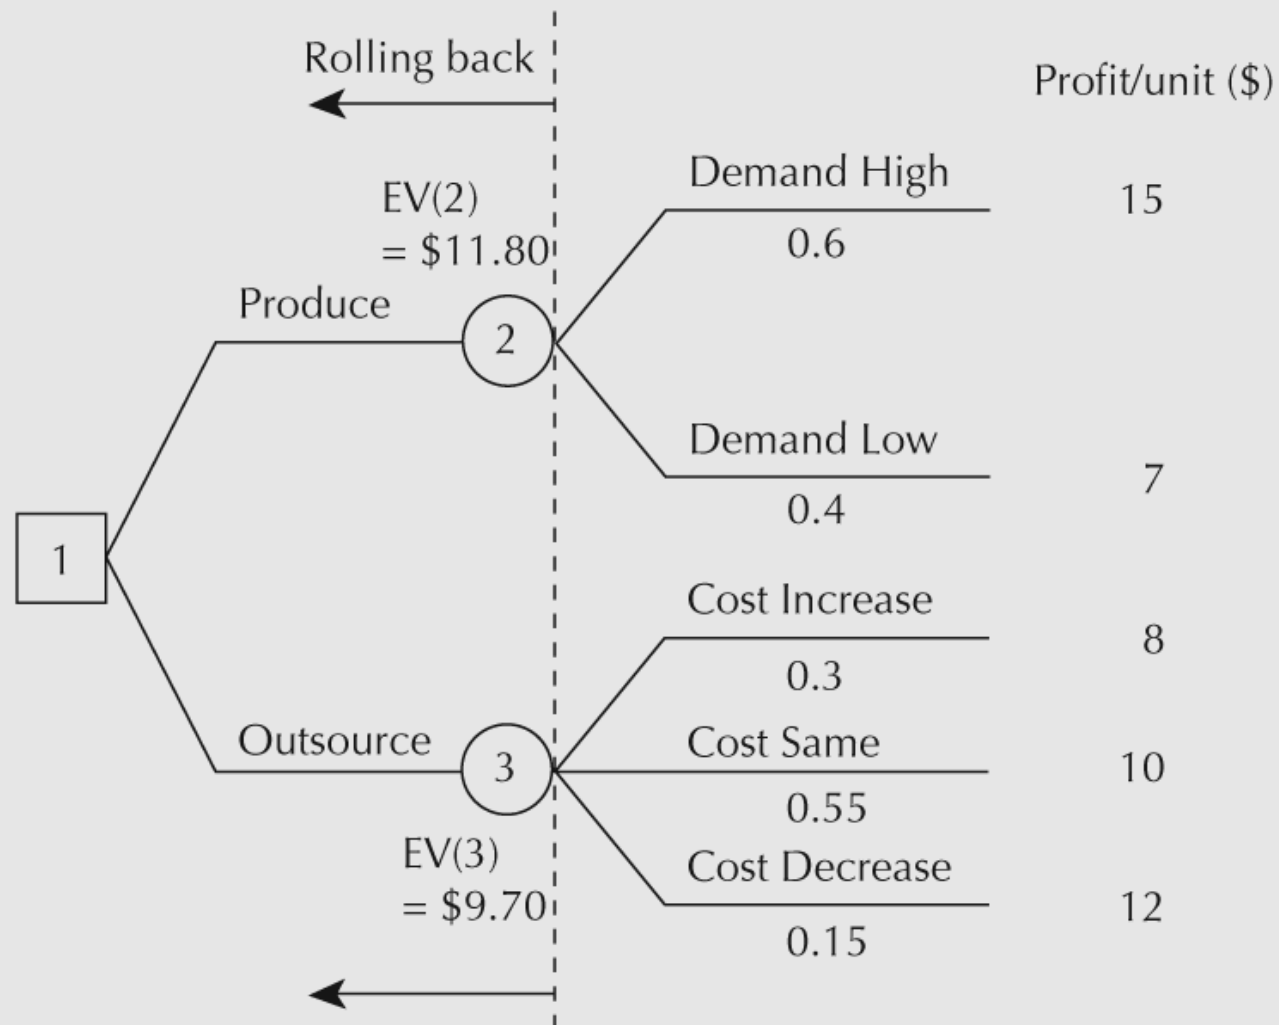 Rolling back
Profit/unit ($)
Demand High
15
EV(2)
= $11.80
0.6
Produce
2
Demand Low
7
0.4
1
Cost Increase
8
0.3
Outsource
3
Cost Same
10
0.55
EV(3)
= $9.70
Cost Decrease
12
0.15